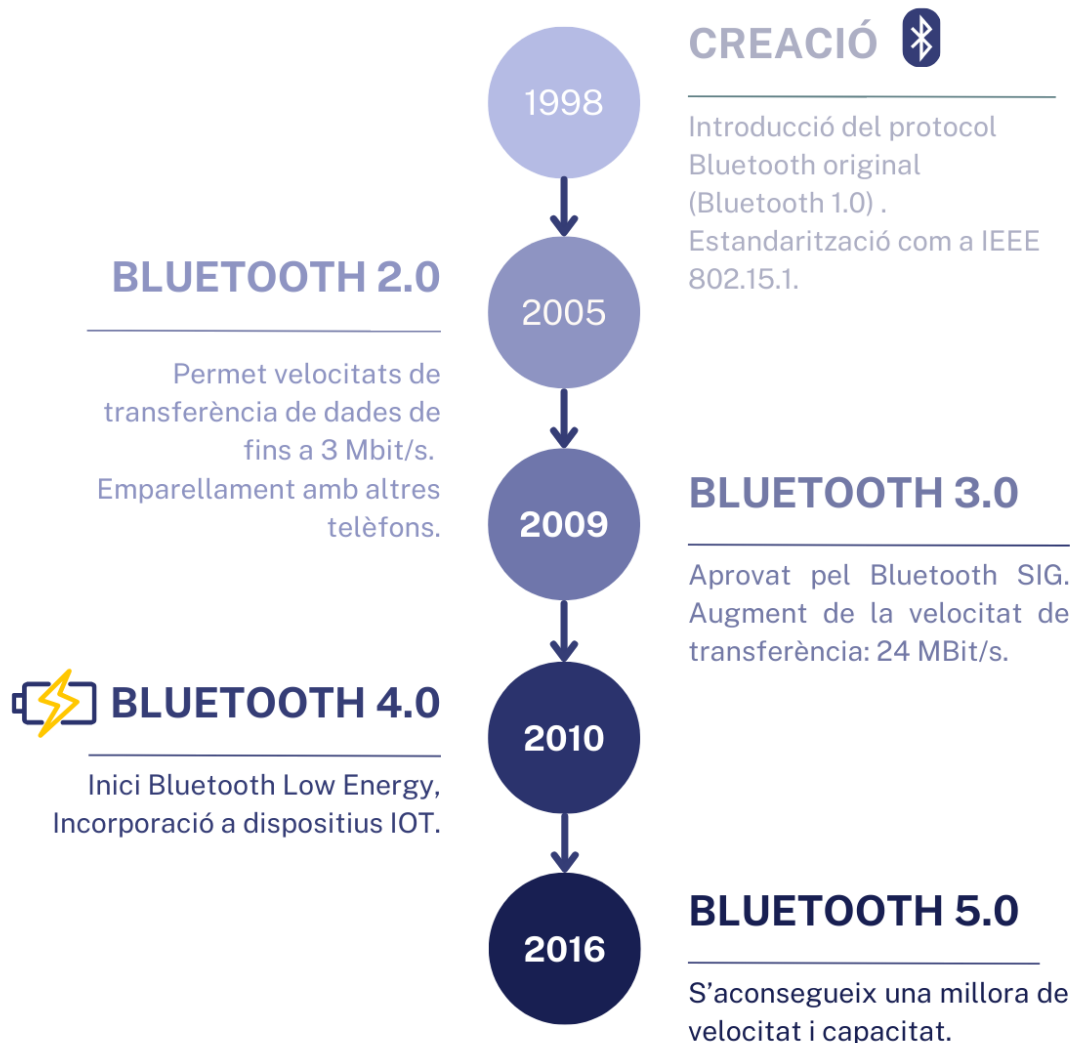 1998
CREACIÓ
Introducció del protocol
Bluetooth original
(Bluetooth 1.0) .
Estandarització com a IEEE
802.15.1.
2005
BLUETOOTH 2.0
Permet velocitats de
transferència de dades de
fins a 3 Mbit/s.
Emparellament amb altres
telèfons.
2009
BLUETOOTH 3.0
Aprovat pel Bluetooth SIG.
Augment de la velocitat de
transferència: 24 MBit/s.
2010
BLUETOOTH 4.0
Inici Bluetooth Low Energy,
Incorporació a dispositius IOT.
2016
BLUETOOTH 5.0
S’aconsegueix una millora de
velocitat i capacitat.